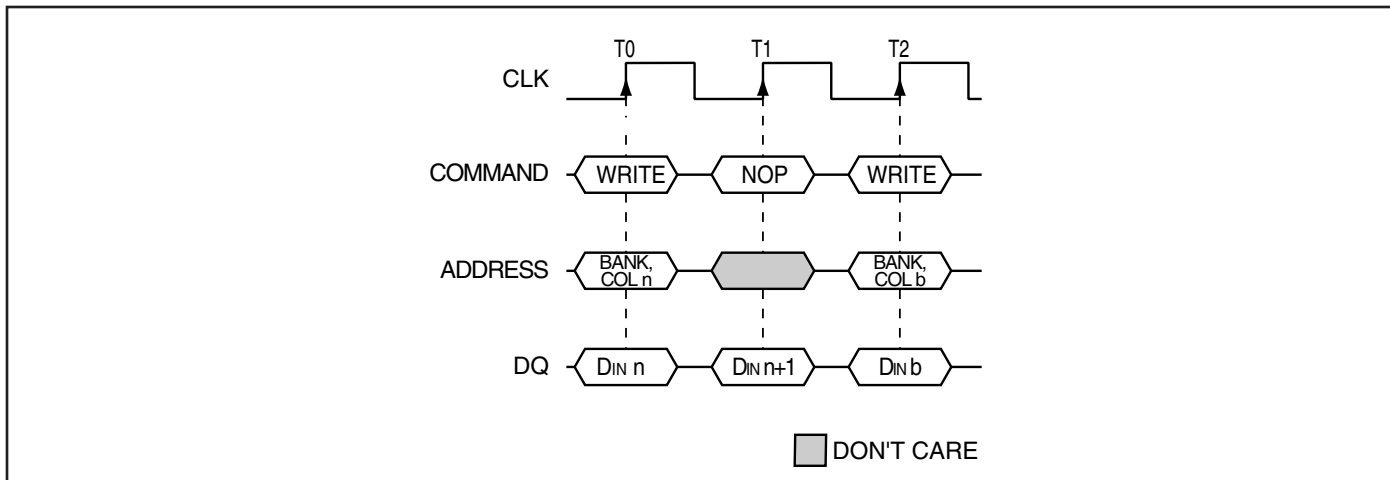 T0 T1 T2
CLK
COMMAND WRITE NOP WRITE
ADDRESS BANK, COL n BANK, COL b
DQ DIN n DIN n+1 DIN b
DON'T CARE